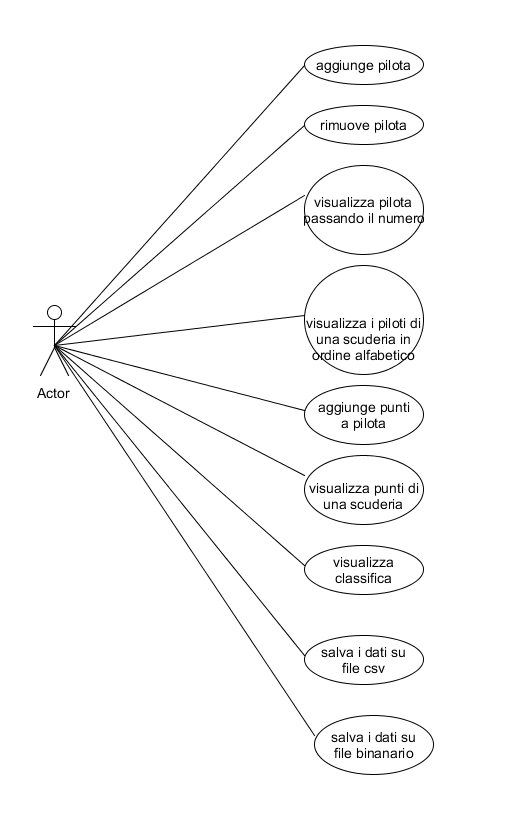 aggiunge pilota
rimuove pilota
visualizza pilota
passando il numero
visualizza i piloti di
una scuderia in
ordine alfabetico
Actor
aggiunge punti
a pilota
visualizza punti di
una scuderia
visualizza
classifica
salva i dati su
file csv
salva i dati su
file binanario